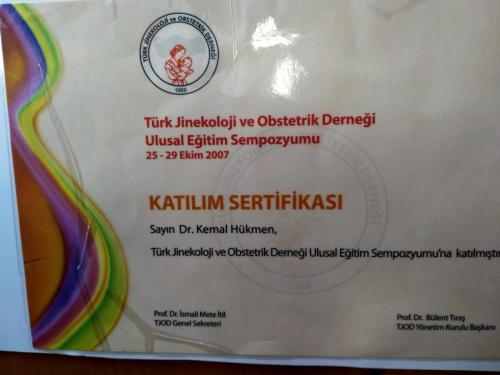 TÜRK JİNEKOLOJİ VE OBSTETRİK DERNEĞİ
1959
Türk Jinekoloji ve Obstetrik Derneği
Ulusal Eğitim Sempozyumu
25 - 29 Ekim 2007
KATILIM SERTİFİKASI
Sayın Dr. Kemal Hükmen,
Türk Jinekoloji ve Obstetrik Derneği Ulusal Eğitim Sempozyumu'na katılmıştır
Prof. Dr. İsmail Mete İtil
TJOD Genel Sekreteri
Prof. Dr. Bülent Tıraş
TJOD Yönetim Kurulu Başkanı